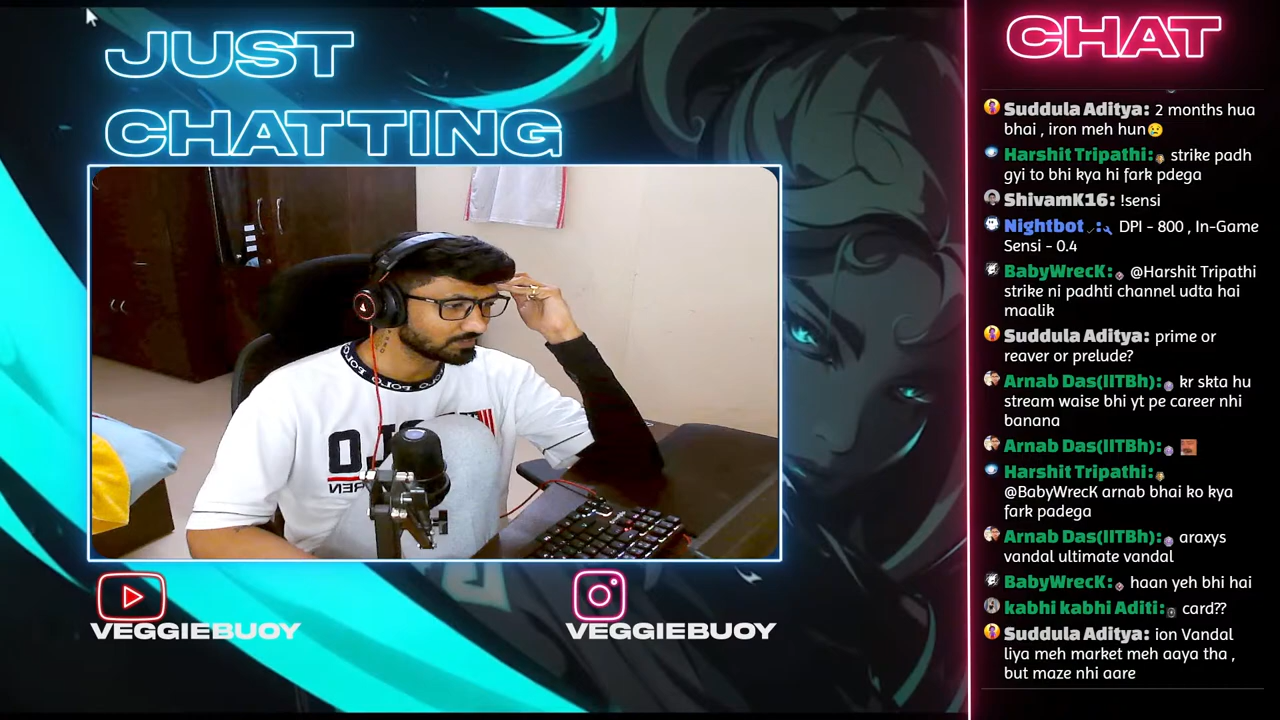 JUST
CHATTING
VEGGIEBUOY
VEGGIEBUOY
CHAT
Suddula Aditya: 2 months hua
bhai , iron meh hun😢
Harshit Tripathi: strike padh
gyi to bhi kya hi fark pdega
ShivamK16: !sensi
Nightbot : DPI - 800 , In-Game
Sensi - 0.4
BabyWrecK: @Harshit Tripathi
strike ni padhti channel udta hai
maalik
Suddula Aditya: prime or
reaver or prelude?
Arnab Das(IITBh): kr skta hu
stream waise bhi yt pe career nhi
banana
Arnab Das(IITBh):
Harshit Tripathi:
@BabyWrecK arnab bhai ko kya
fark padega
Arnab Das(IITBh): araxys
vandal ultimate vandal
BabyWrecK: haan yeh bhi hai
kabhi kabhi Aditi: card??
Suddula Aditya: ion Vandal
liya meh market meh aaya tha ,
but maze nhi aare